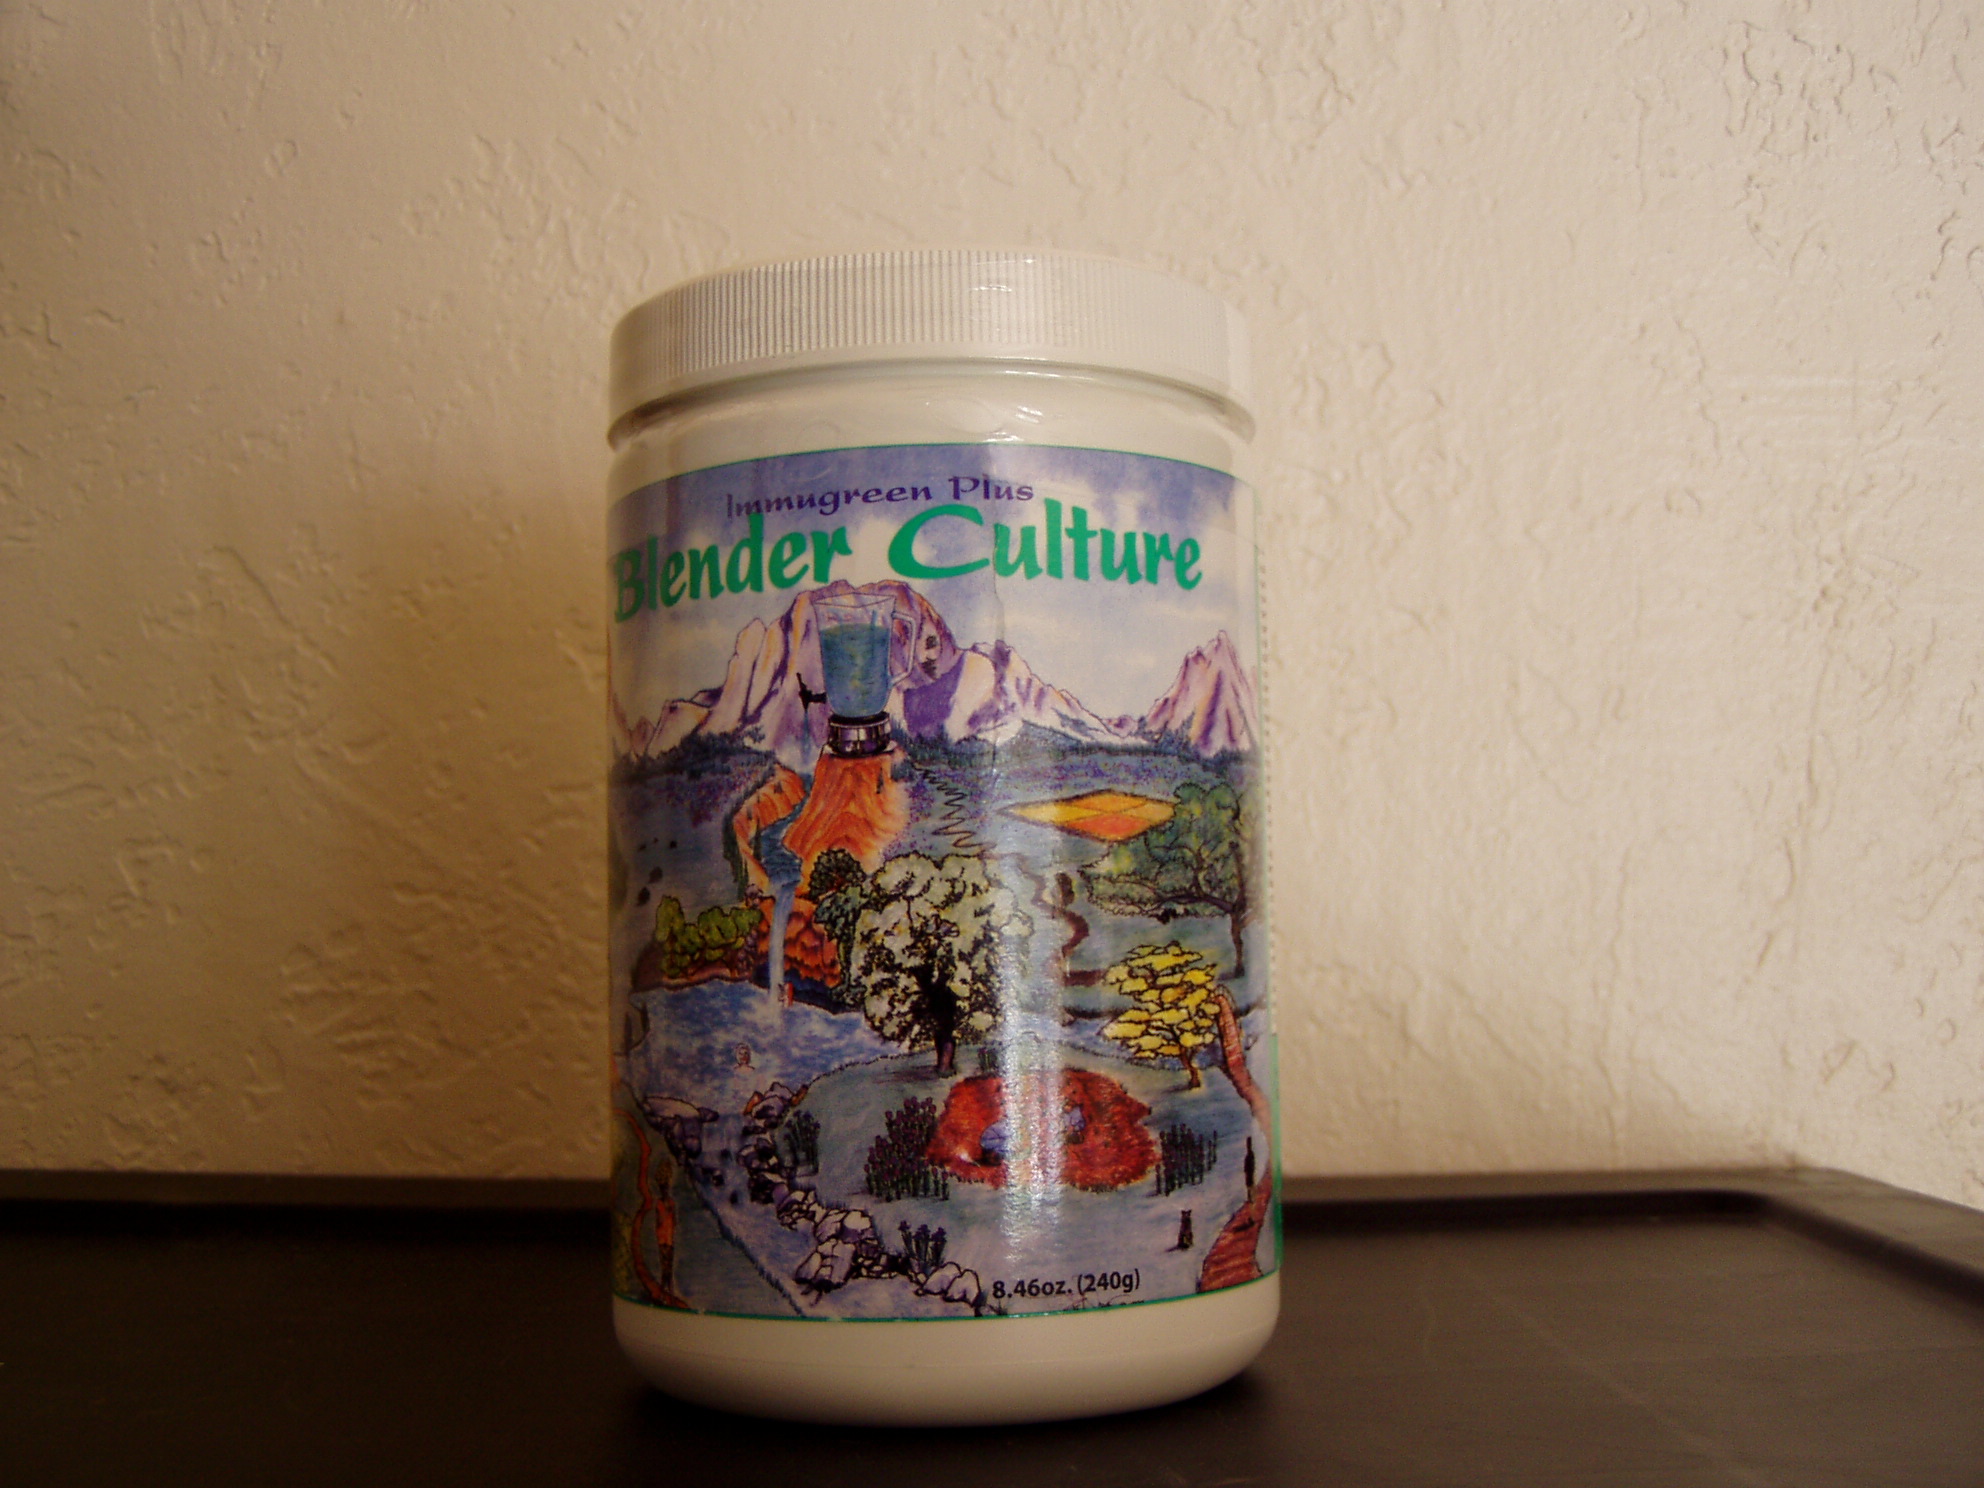 Immugreen Plus
Blender Culture
8.46oz. (240g)